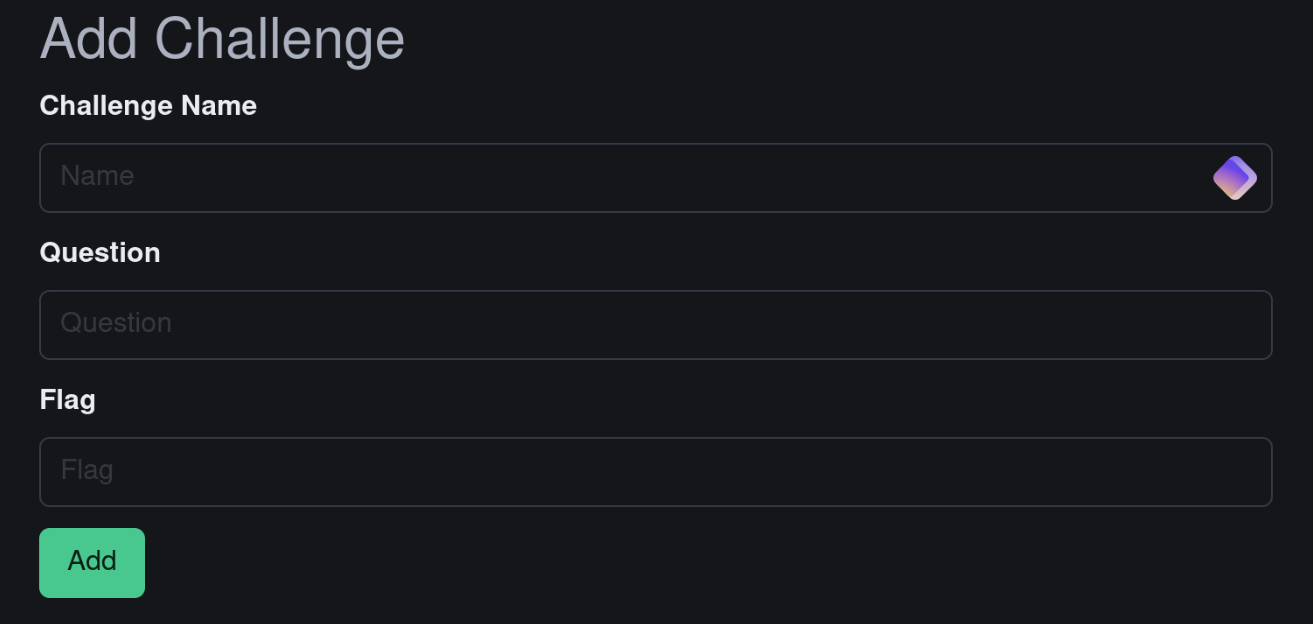 Add Challenge
Challenge Name
Name
Question
Question
Flag
Flag
Add